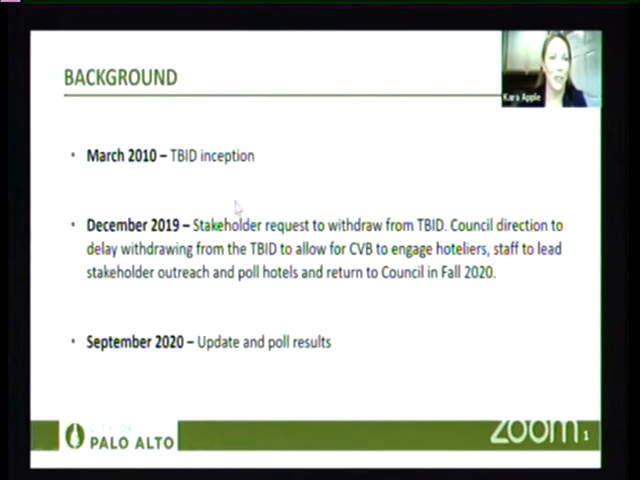 BACKGROUND
Kara Apple
• March 2010 – TBID inception
• December 2019 – Stakeholder request to withdraw from TBID. Council direction to
delay withdrawing from the TBID to allow for CVB to engage hoteliers, staff to lead
stakeholder outreach and poll hotels and return to Council in Fall 2020.
• September 2020 – Update and poll results
CITY OF
PALO ALTO
zoom
1